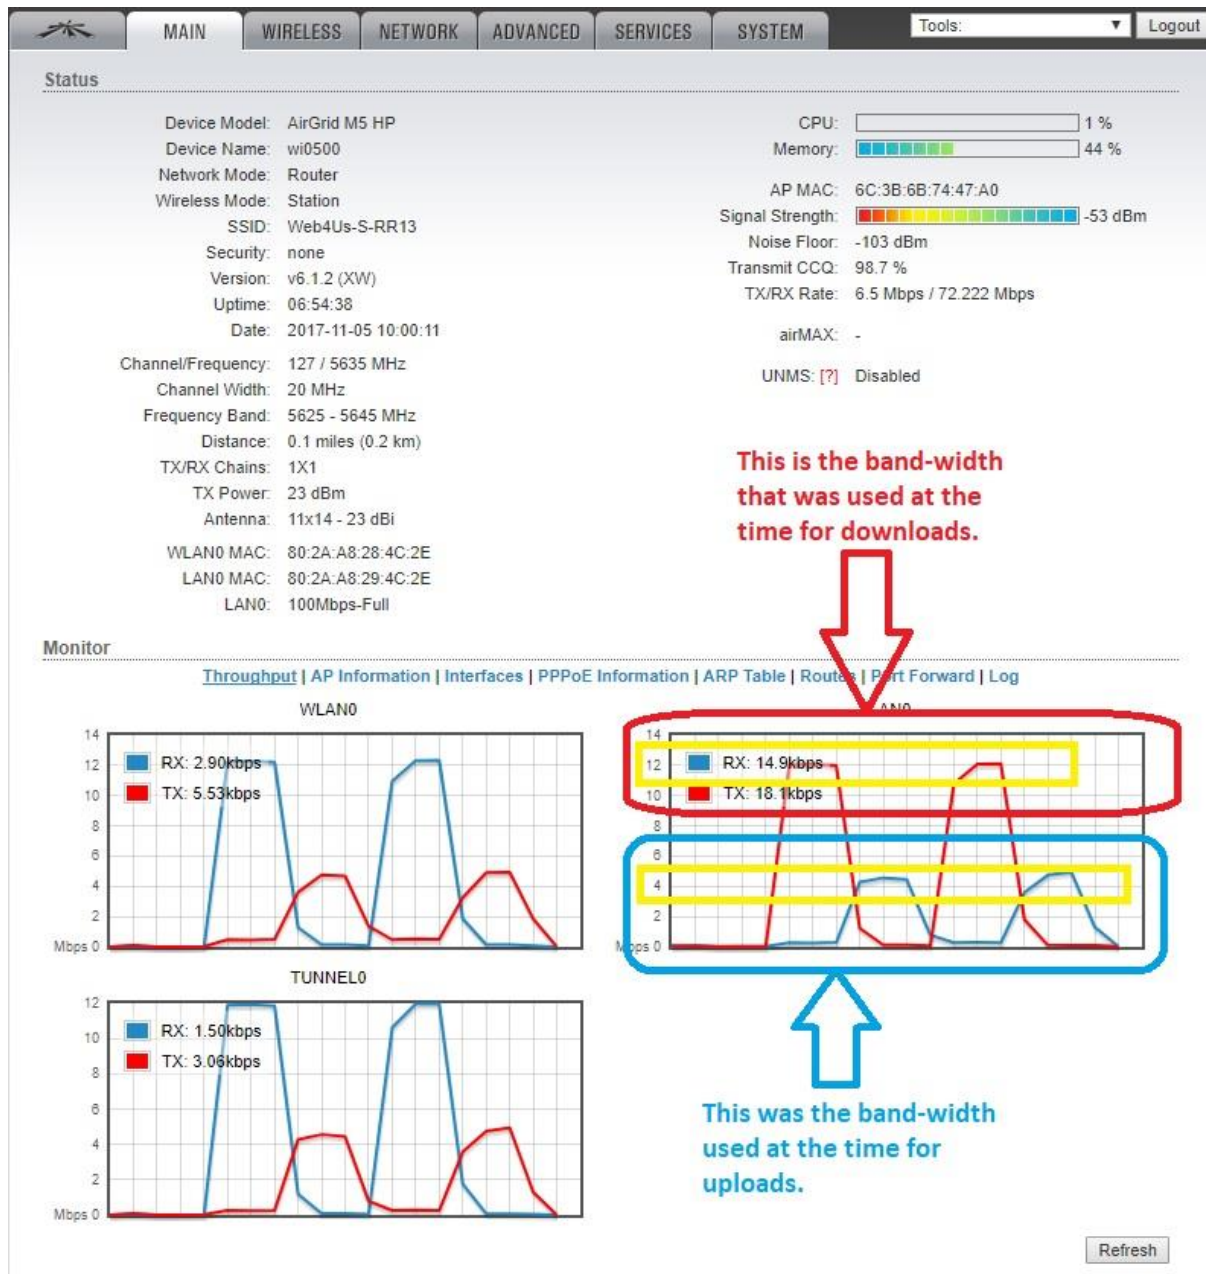 MAIN WIRELESS NETWORK ADVANCED SERVICES SYSTEM Tools: Logout
Status
Device Model: AirGrid M5 HP
Device Name: wi0500
Network Mode: Router
Wireless Mode: Station
SSID: Web4Us-S-RR13
Security: none
Version: v6.1.2 (XW)
Uptime: 06:54:38
Date: 2017-11-05 10:00:11
Channel/Frequency: 127 / 5635 MHz
Channel Width: 20 MHz
Frequency Band: 5625 - 5645 MHz
Distance: 0.1 miles (0.2 km)
TX/RX Chains: 1X1
TX Power: 23 dBm
Antenna: 11x14 - 23 dBi
WLAN0 MAC: 80:2A:A8:28:4C:2E
LAN0 MAC: 80:2A:A8:29:4C:2E
LAN0: 100Mbps-Full
CPU: 1 %
Memory: 44 %
AP MAC: 6C:3B:6B:74:47:A0
Signal Strength: -53 dBm
Noise Floor: -103 dBm
Transmit CCQ: 98.7 %
TX/RX Rate: 6.5 Mbps / 72.222 Mbps
airMAX: -
UNMS: [?] Disabled
This is the band-width
that was used at the
time for downloads.
Monitor
Throughput | AP Information | Interfaces | PPPoE Information | ARP Table | Routes | Port Forward | Log
WLAN0
14
12
10
8
6
4
2
Mbps 0
RX: 2.90kbps
TX: 5.53kbps
LAN0
14
12
10
8
6
4
2
Mbps 0
RX: 14.9kbps
TX: 18.1kbps
TUNNEL0
12
10
8
6
4
2
Mbps 0
RX: 1.50kbps
TX: 3.06kbps
This was the band-width
used at the time for
uploads.
Refresh